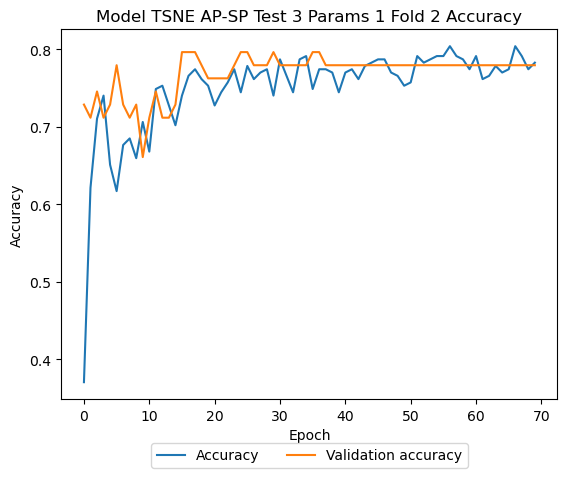 Model TSNE AP-SP Test 3 Params 1 Fold 2 Accuracy
0.8
0.7
0.6
0.5
0.4
Accuracy
0 10 20 30 40 50 60 70
Epoch
Accuracy Validation accuracy